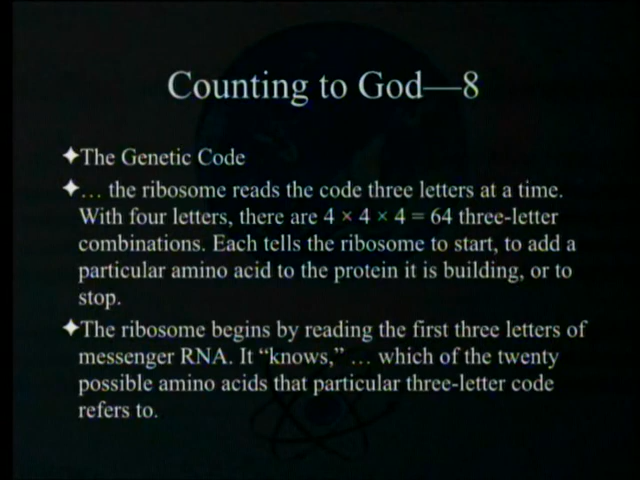 Counting to God—8
✦The Genetic Code
✦… the ribosome reads the code three letters at a time.
With four letters, there are 4 × 4 × 4 = 64 three-letter
combinations. Each tells the ribosome to start, to add a
particular amino acid to the protein it is building, or to
stop.
✦The ribosome begins by reading the first three letters of
messenger RNA. It “knows,” … which of the twenty
possible amino acids that particular three-letter code
refers to.